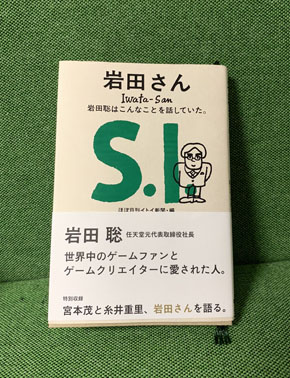 岩田さん
Iwata-San
岩田聡はこんなことを話していた。
S.I
ほぼ日刊イトイ新聞・編
岩田 聡 任天堂元代表取締役社長
世界中のゲームファンと
ゲームクリエイターに愛された人。
特別収録
宮本茂と糸井重里、岩田さんを語る。